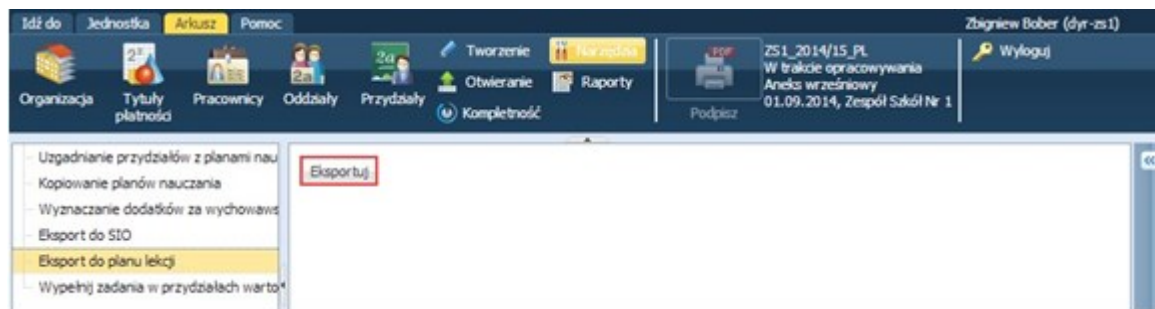 Idź do Jednostka Arkusz Pomoc
Zbigniew Bober (dyr-zs1)
Organizacja
Tytuły
płatności
Pracownicy
Oddziały
Przydziały
Tworzenie
Otwieranie
Kompletność
Narzędzia
Raporty
Podpisz
ZS1_2014/15_PL
W trakcie opracowywania
Aneks wrześniowy
01.09.2014, Zespół Szkół Nr 1
Wyloguj
Uzgadnianie przydziałów z planami nau
Kopiowanie planów nauczania
Wyznaczanie dodatków za wychowaws
Eksport do SIO
Eksport do planu lekcji
Wypełnij zadania w przydziałach warto
Eksportuj